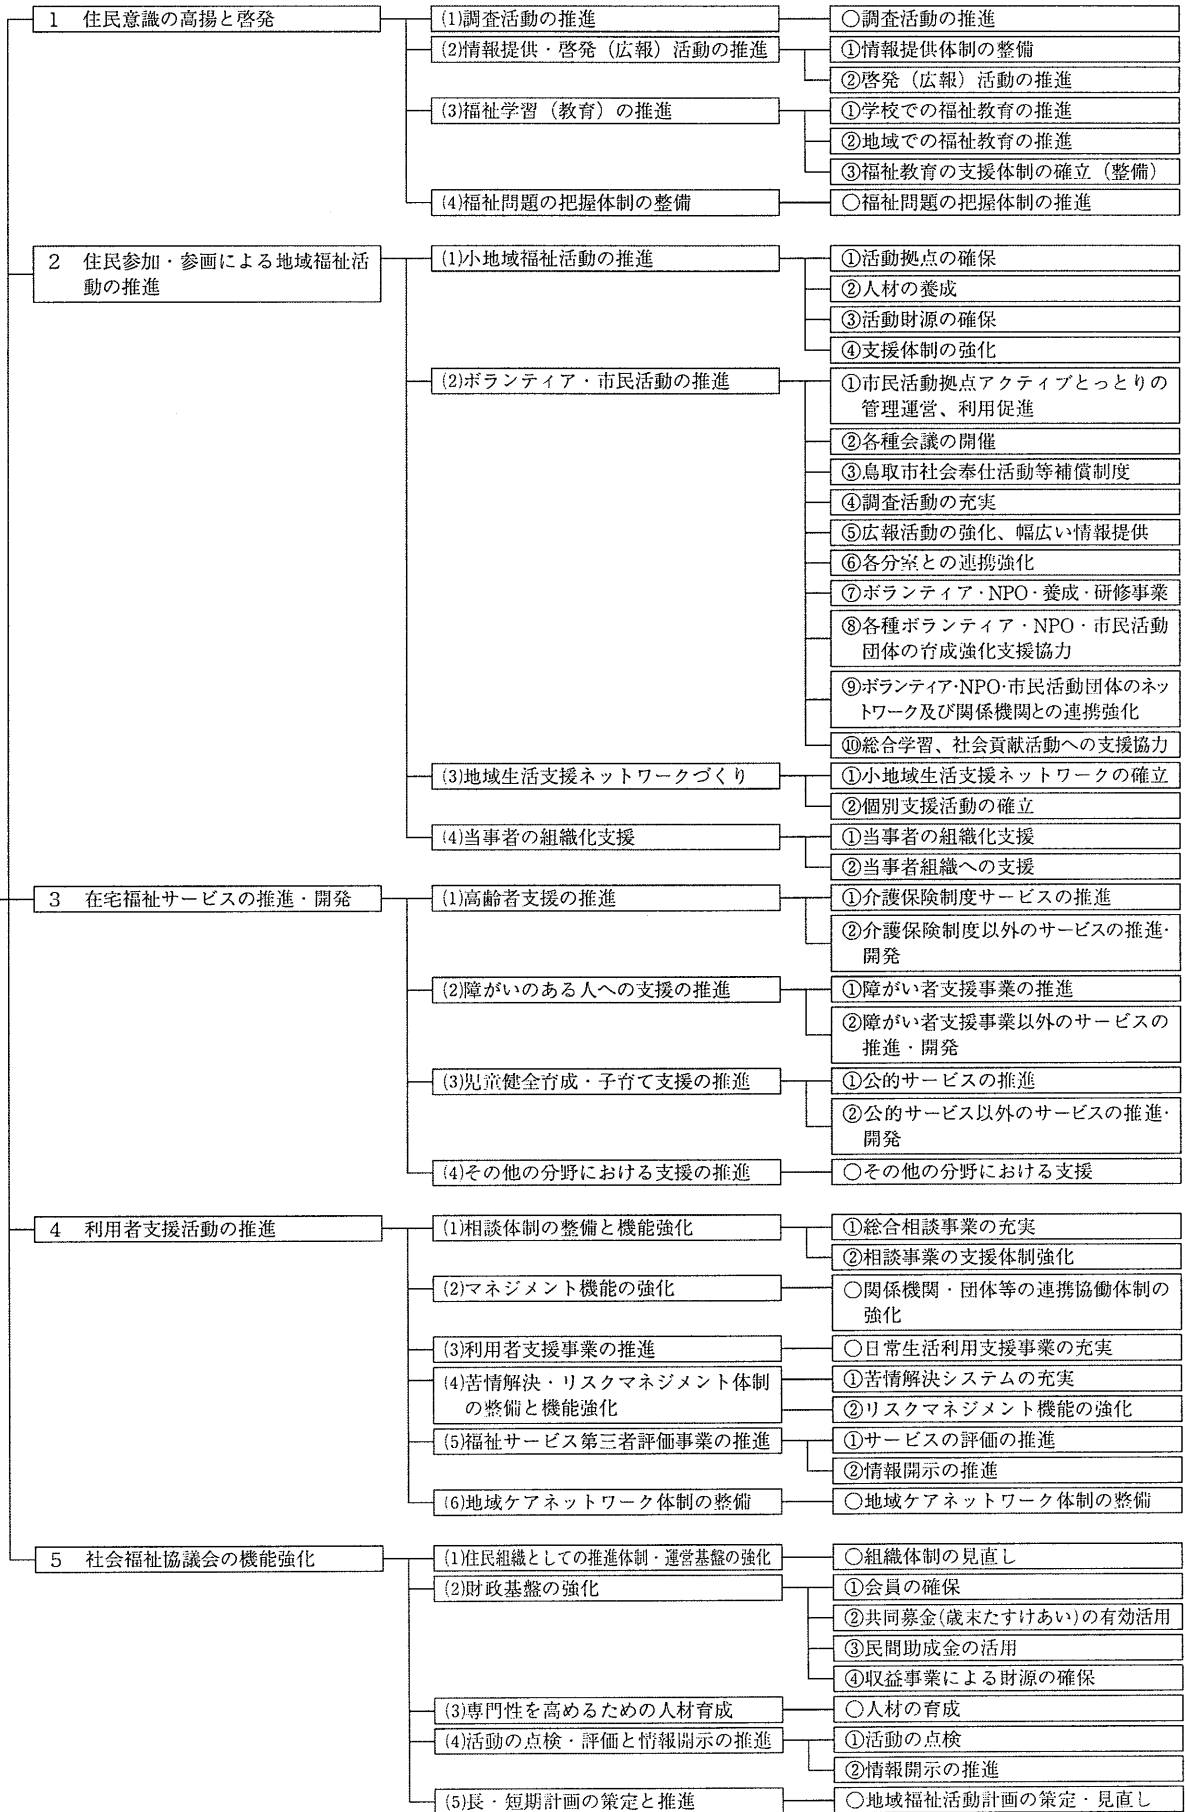 1 住民意識の高揚と啓発
(1)調査活動の推進
○調査活動の推進
(2)情報提供・啓発（広報）活動の推進
①情報提供体制の整備
②啓発（広報）活動の推進
(3)福祉学習（教育）の推進
①学校での福祉教育の推進
②地域での福祉教育の推進
③福祉教育の支援体制の確立（整備）
(4)福祉問題の把握体制の整備
○福祉問題の把握体制の推進
2 住民参加・参画による地域福祉活
動の推進
(1)小地域福祉活動の推進
①活動拠点の確保
②人材の養成
③活動財源の確保
④支援体制の強化
(2)ボランティア・市民活動の推進
①市民活動拠点アクティブとっとりの
管理運営、利用促進
②各種会議の開催
③鳥取市社会奉仕活動等補償制度
④調査活動の充実
⑤広報活動の強化、幅広い情報提供
⑥各分室との連携強化
⑦ボランティア・NPO・養成・研修事業
⑧各種ボランティア・NPO・市民活動
団体の育成強化支援協力
⑨ボランティア・NPO・市民活動団体のネッ
トワーク及び関係機関との連携強化
⑩総合学習、社会貢献活動への支援協力
(3)地域生活支援ネットワークづくり
①小地域生活支援ネットワークの確立
②個別支援活動の確立
(4)当事者の組織化支援
①当事者の組織化支援
②当事者組織への支援
3 在宅福祉サービスの推進・開発
(1)高齢者支援の推進
①介護保険制度サービスの推進
②介護保険制度以外のサービスの推進・
開発
(2)障がいのある人への支援の推進
①障がい者支援事業の推進
②障がい者支援事業以外のサービスの
推進・開発
(3)児童健全育成・子育て支援の推進
①公的サービスの推進
②公的サービス以外のサービスの推進・
開発
(4)その他の分野における支援の推進
○その他の分野における支援
4 利用者支援活動の推進
(1)相談体制の整備と機能強化
①総合相談事業の充実
②相談事業の支援体制強化
(2)マネジメント機能の強化
○関係機関・団体等の連携協働体制の
強化
(3)利用者支援事業の推進
○日常生活利用支援事業の充実
(4)苦情解決・リスクマネジメント体制
の整備と機能強化
①苦情解決システムの充実
②リスクマネジメント機能の強化
(5)福祉サービス第三者評価事業の推進
①サービスの評価の推進
②情報開示の推進
(6)地域ケアネットワーク体制の整備
○地域ケアネットワーク体制の整備
5 社会福祉協議会の機能強化
(1)住民組織としての推進体制・運営基盤の強化
○組織体制の見直し
(2)財政基盤の強化
①会員の確保
②共同募金(歳末たすけあい)の有効活用
③民間助成金の活用
④収益事業による財源の確保
(3)専門性を高めるための人材育成
○人材の育成
(4)活動の点検・評価と情報開示の推進
①活動の点検
②情報開示の推進
(5)長・短期計画の策定と推進
○地域福祉活動計画の策定・見直し